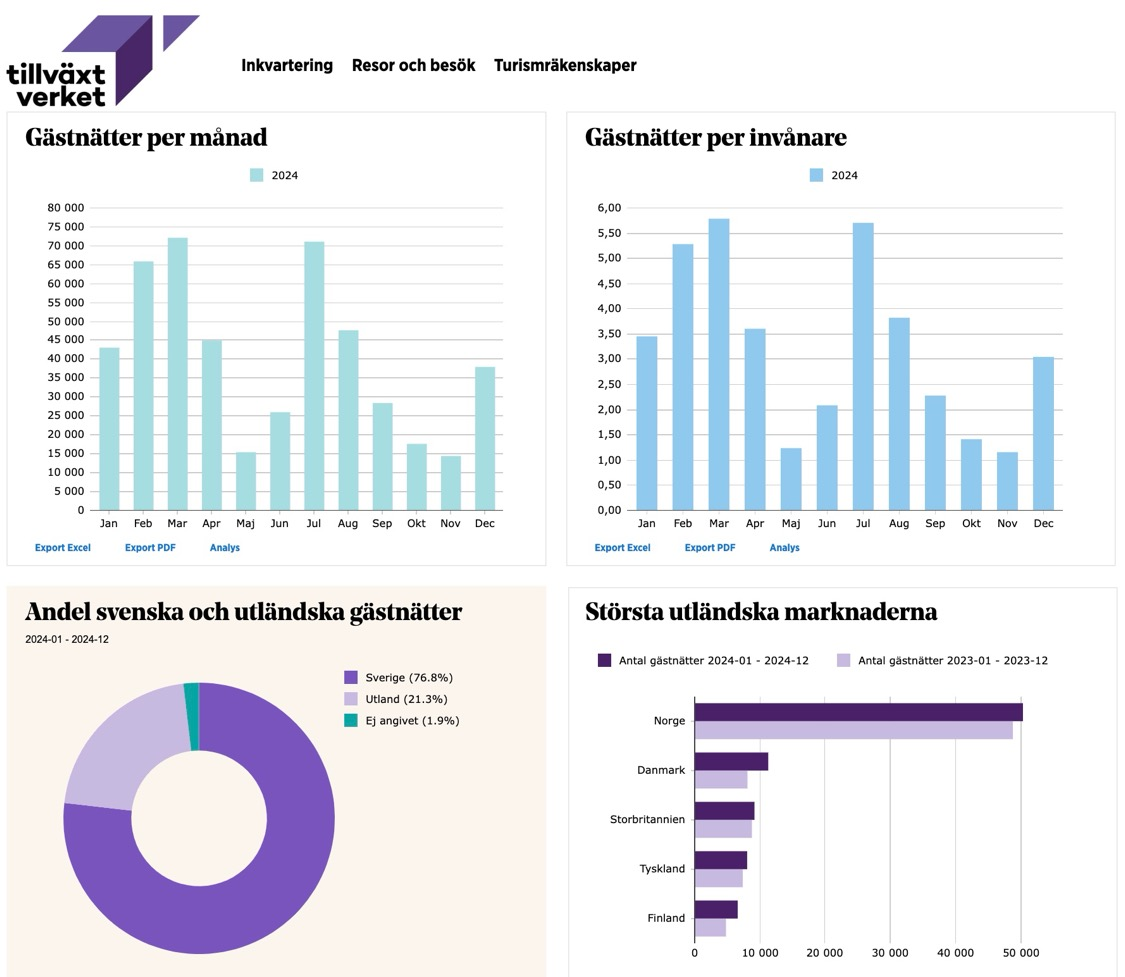 tillväxt
verket
Inkvartering Resor och besök Turismräkenskaper
Gästnätter per månad
2024
80 000
75 000
70 000
65 000
60 000
55 000
50 000
45 000
40 000
35 000
30 000
25 000
20 000
15 000
10 000
5 000
0
Jan Feb Mar Apr Maj Jun Jul Aug Sep Okt Nov Dec
Export Excel Export PDF Analys
Gästnätter per invånare
2024
6,00
5,50
5,00
4,50
4,00
3,50
3,00
2,50
2,00
1,50
1,00
0,50
0,00
Jan Feb Mar Apr Maj Jun Jul Aug Sep Okt Nov Dec
Export Excel Export PDF Analys
Andel svenska och utländska gästnätter
2024-01 - 2024-12
Sverige (76.8%)
Utland (21.3%)
Ej angivet (1.9%)
Största utländska marknaderna
Antal gästnätter 2024-01 - 2024-12 Antal gästnätter 2023-01 - 2023-12
Norge
Danmark
Storbritannien
Tyskland
Finland
0 10 000 20 000 30 000 40 000 50 000